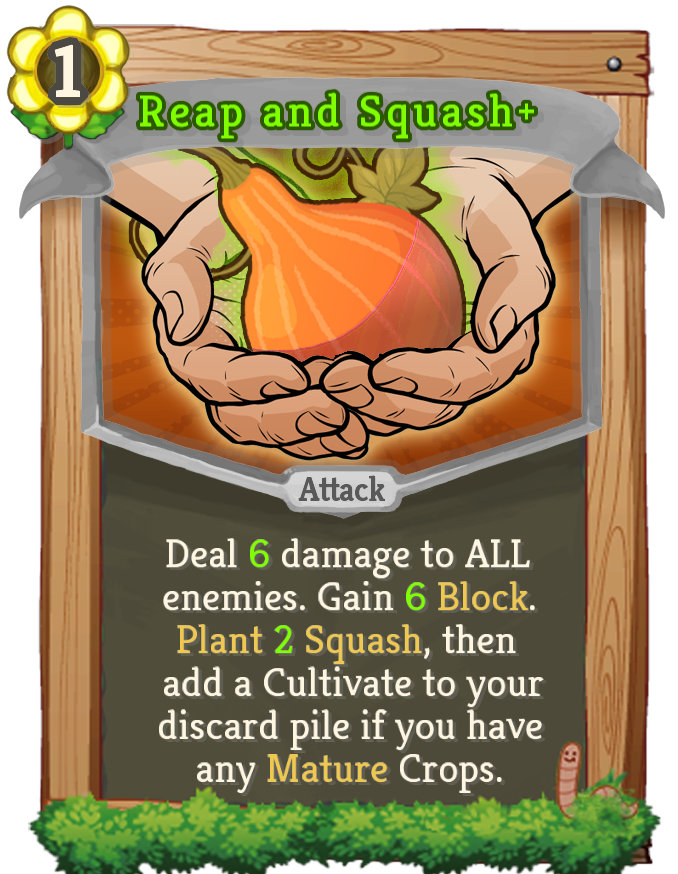 1
Reap and Squash+
Attack
Deal 6 damage to ALL
enemies. Gain 6 Block.
Plant 2 Squash, then
add a Cultivate to your
discard pile if you have
any Mature Crops.